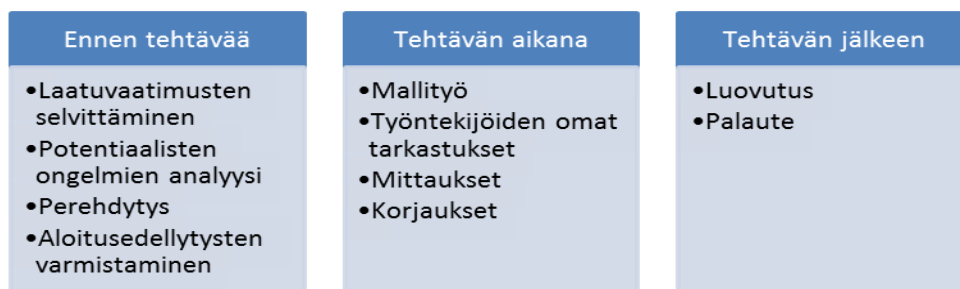 Ennen tehtävää
•Laatuvaatimusten
selvittäminen
•Potentiaalisten
ongelmien analyysi
•Perehdytys
•Aloitusedellytysten
varmistaminen
Tehtävän aikana
•Mallityö
•Työntekijöiden omat
tarkastukset
•Mittaukset
•Korjaukset
Tehtävän jälkeen
•Luovutus
•Palaute